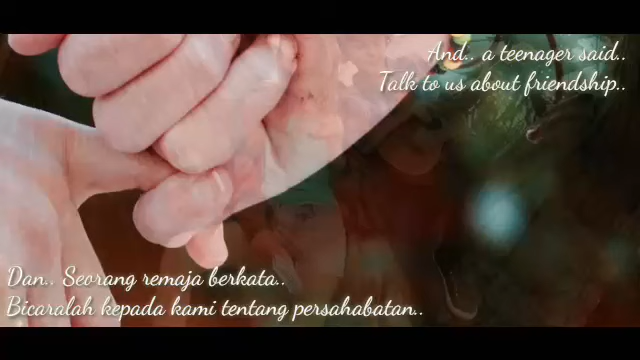 And.. a teenager said..
Talk to us about friendship..
Dan.. Seorang remaja berkata..
Bicaralah kepada kami tentang persahabatan..